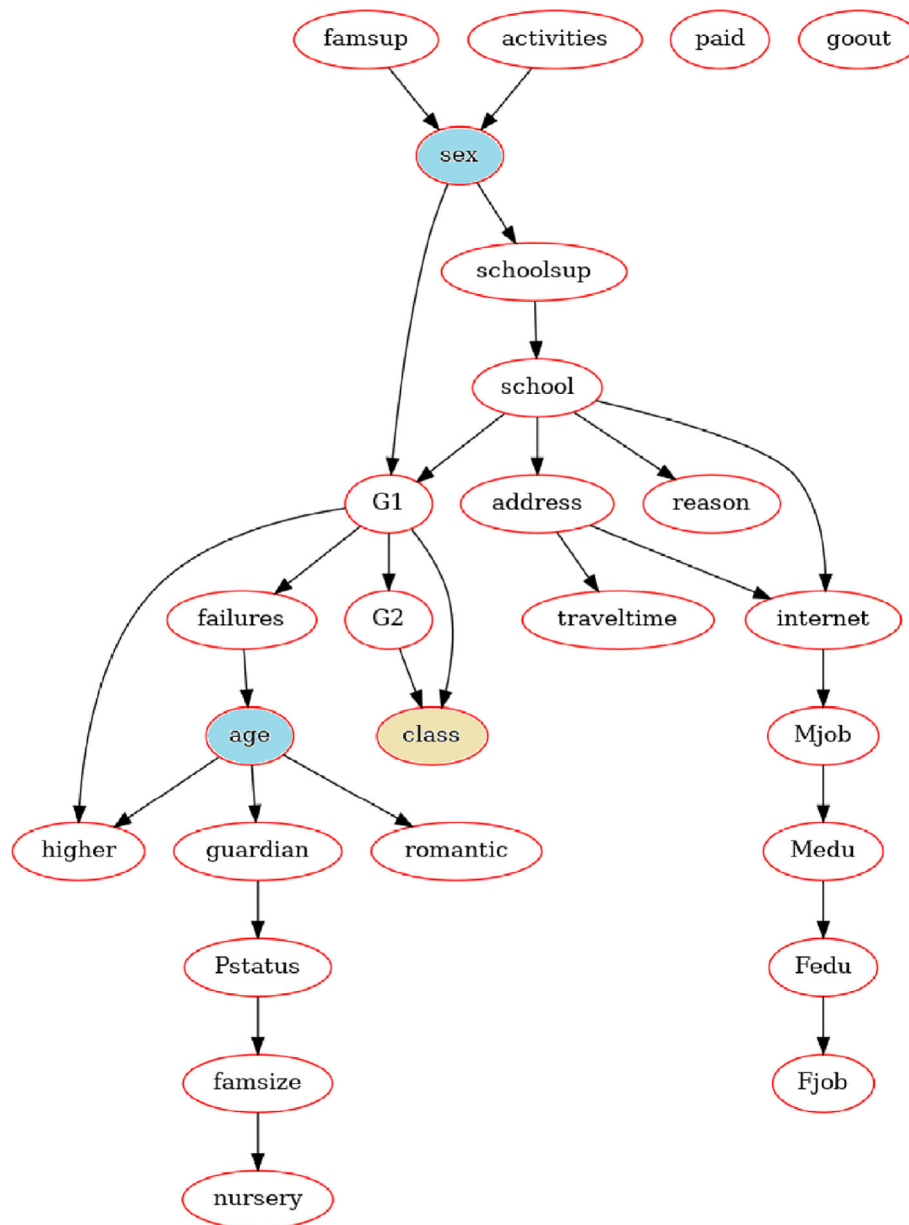 famsup activities paid goout
sex
schoolsup
school
G1 address reason
failures G2 traveltime internet
age class Mjob
higher guardian romantic Medu
Pstatus Fedu
famsize Fjob
nursery